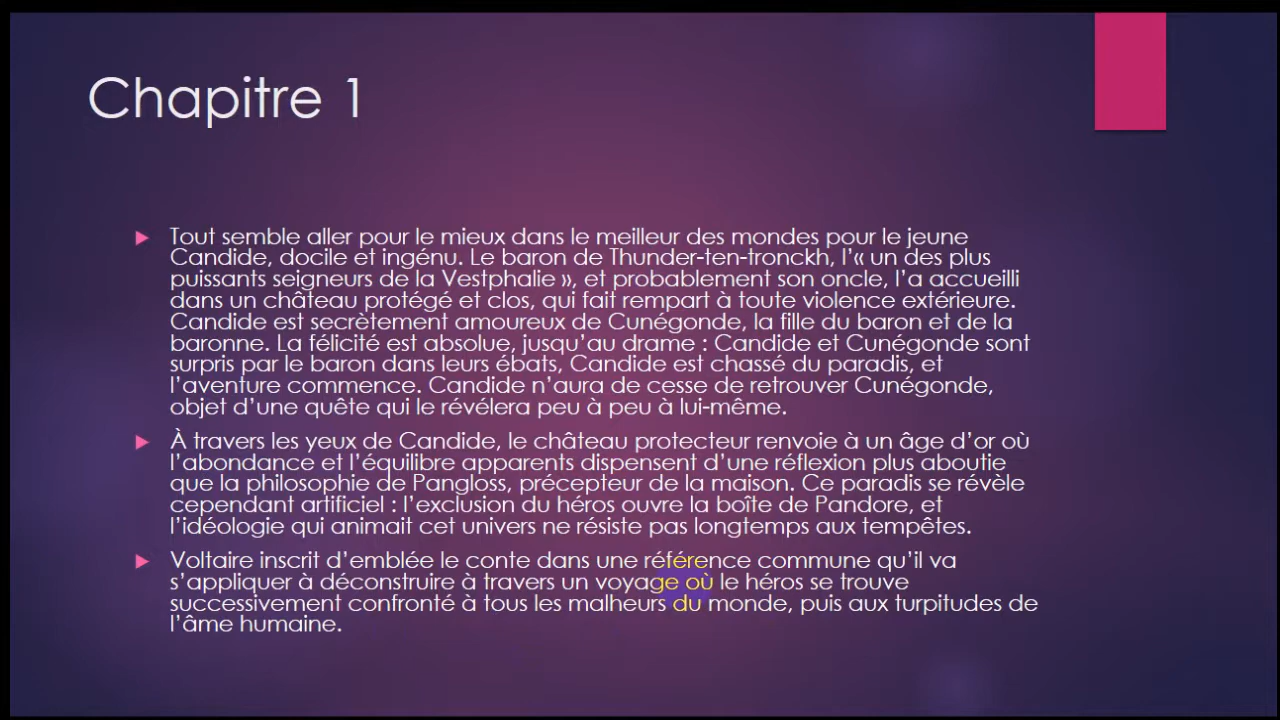 Chapitre 1
Tout semble aller pour le mieux dans le meilleur des mondes pour le jeune
Candide, docile et ingénu. Le baron de Thunder-ten-tronckh, l’« un des plus
puissants seigneurs de la Vestphalie », et probablement son oncle, l’a accueilli
dans un château protégé et clos, qui fait rempart à toute violence extérieure.
Candide est secrètement amoureux de Cunégonde, la fille du baron et de la
baronne. La félicité est absolue, jusqu’au drame : Candide et Cunégonde sont
surpris par le baron dans leurs ébats, Candide est chassé du paradis, et
l’aventure commence. Candide n’aura de cesse de retrouver Cunégonde,
objet d’une quête qui le révélera peu à peu à lui-même.
À travers les yeux de Candide, le château protecteur renvoie à un âge d’or où
l’abondance et l’équilibre apparents dispensent d’une réflexion plus aboutie
que la philosophie de Pangloss, précepteur de la maison. Ce paradis se révèle
cependant artificiel : l’exclusion du héros ouvre la boîte de Pandore, et
l’idéologie qui animait cet univers ne résiste pas longtemps aux tempêtes.
Voltaire inscrit d’emblée le conte dans une référence commune qu’il va
s’appliquer à déconstruire à travers un voyage où le héros se trouve
successivement confronté à tous les malheurs du monde, puis aux turpitudes de
l’âme humaine.